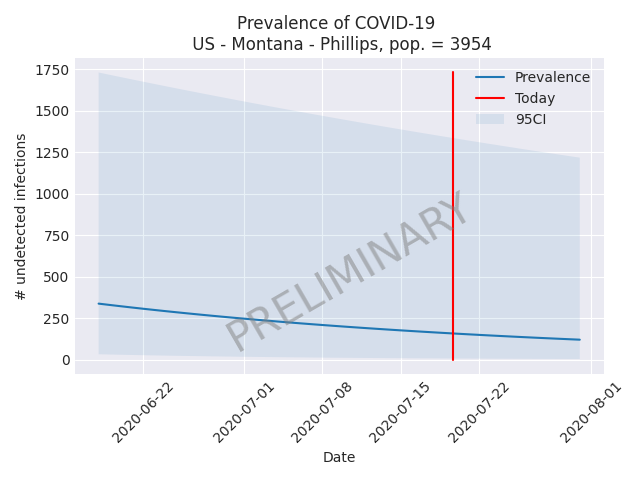 Prevalence of COVID-19
US - Montana - Phillips, pop. = 3954
1750
1500
1250
1000
750
500
250
0
# undetected infections
Prevalence
Today
95CI
PRELIMINARY
2020-06-22
2020-07-01
2020-07-08
2020-07-15
2020-07-22
2020-08-01
Date